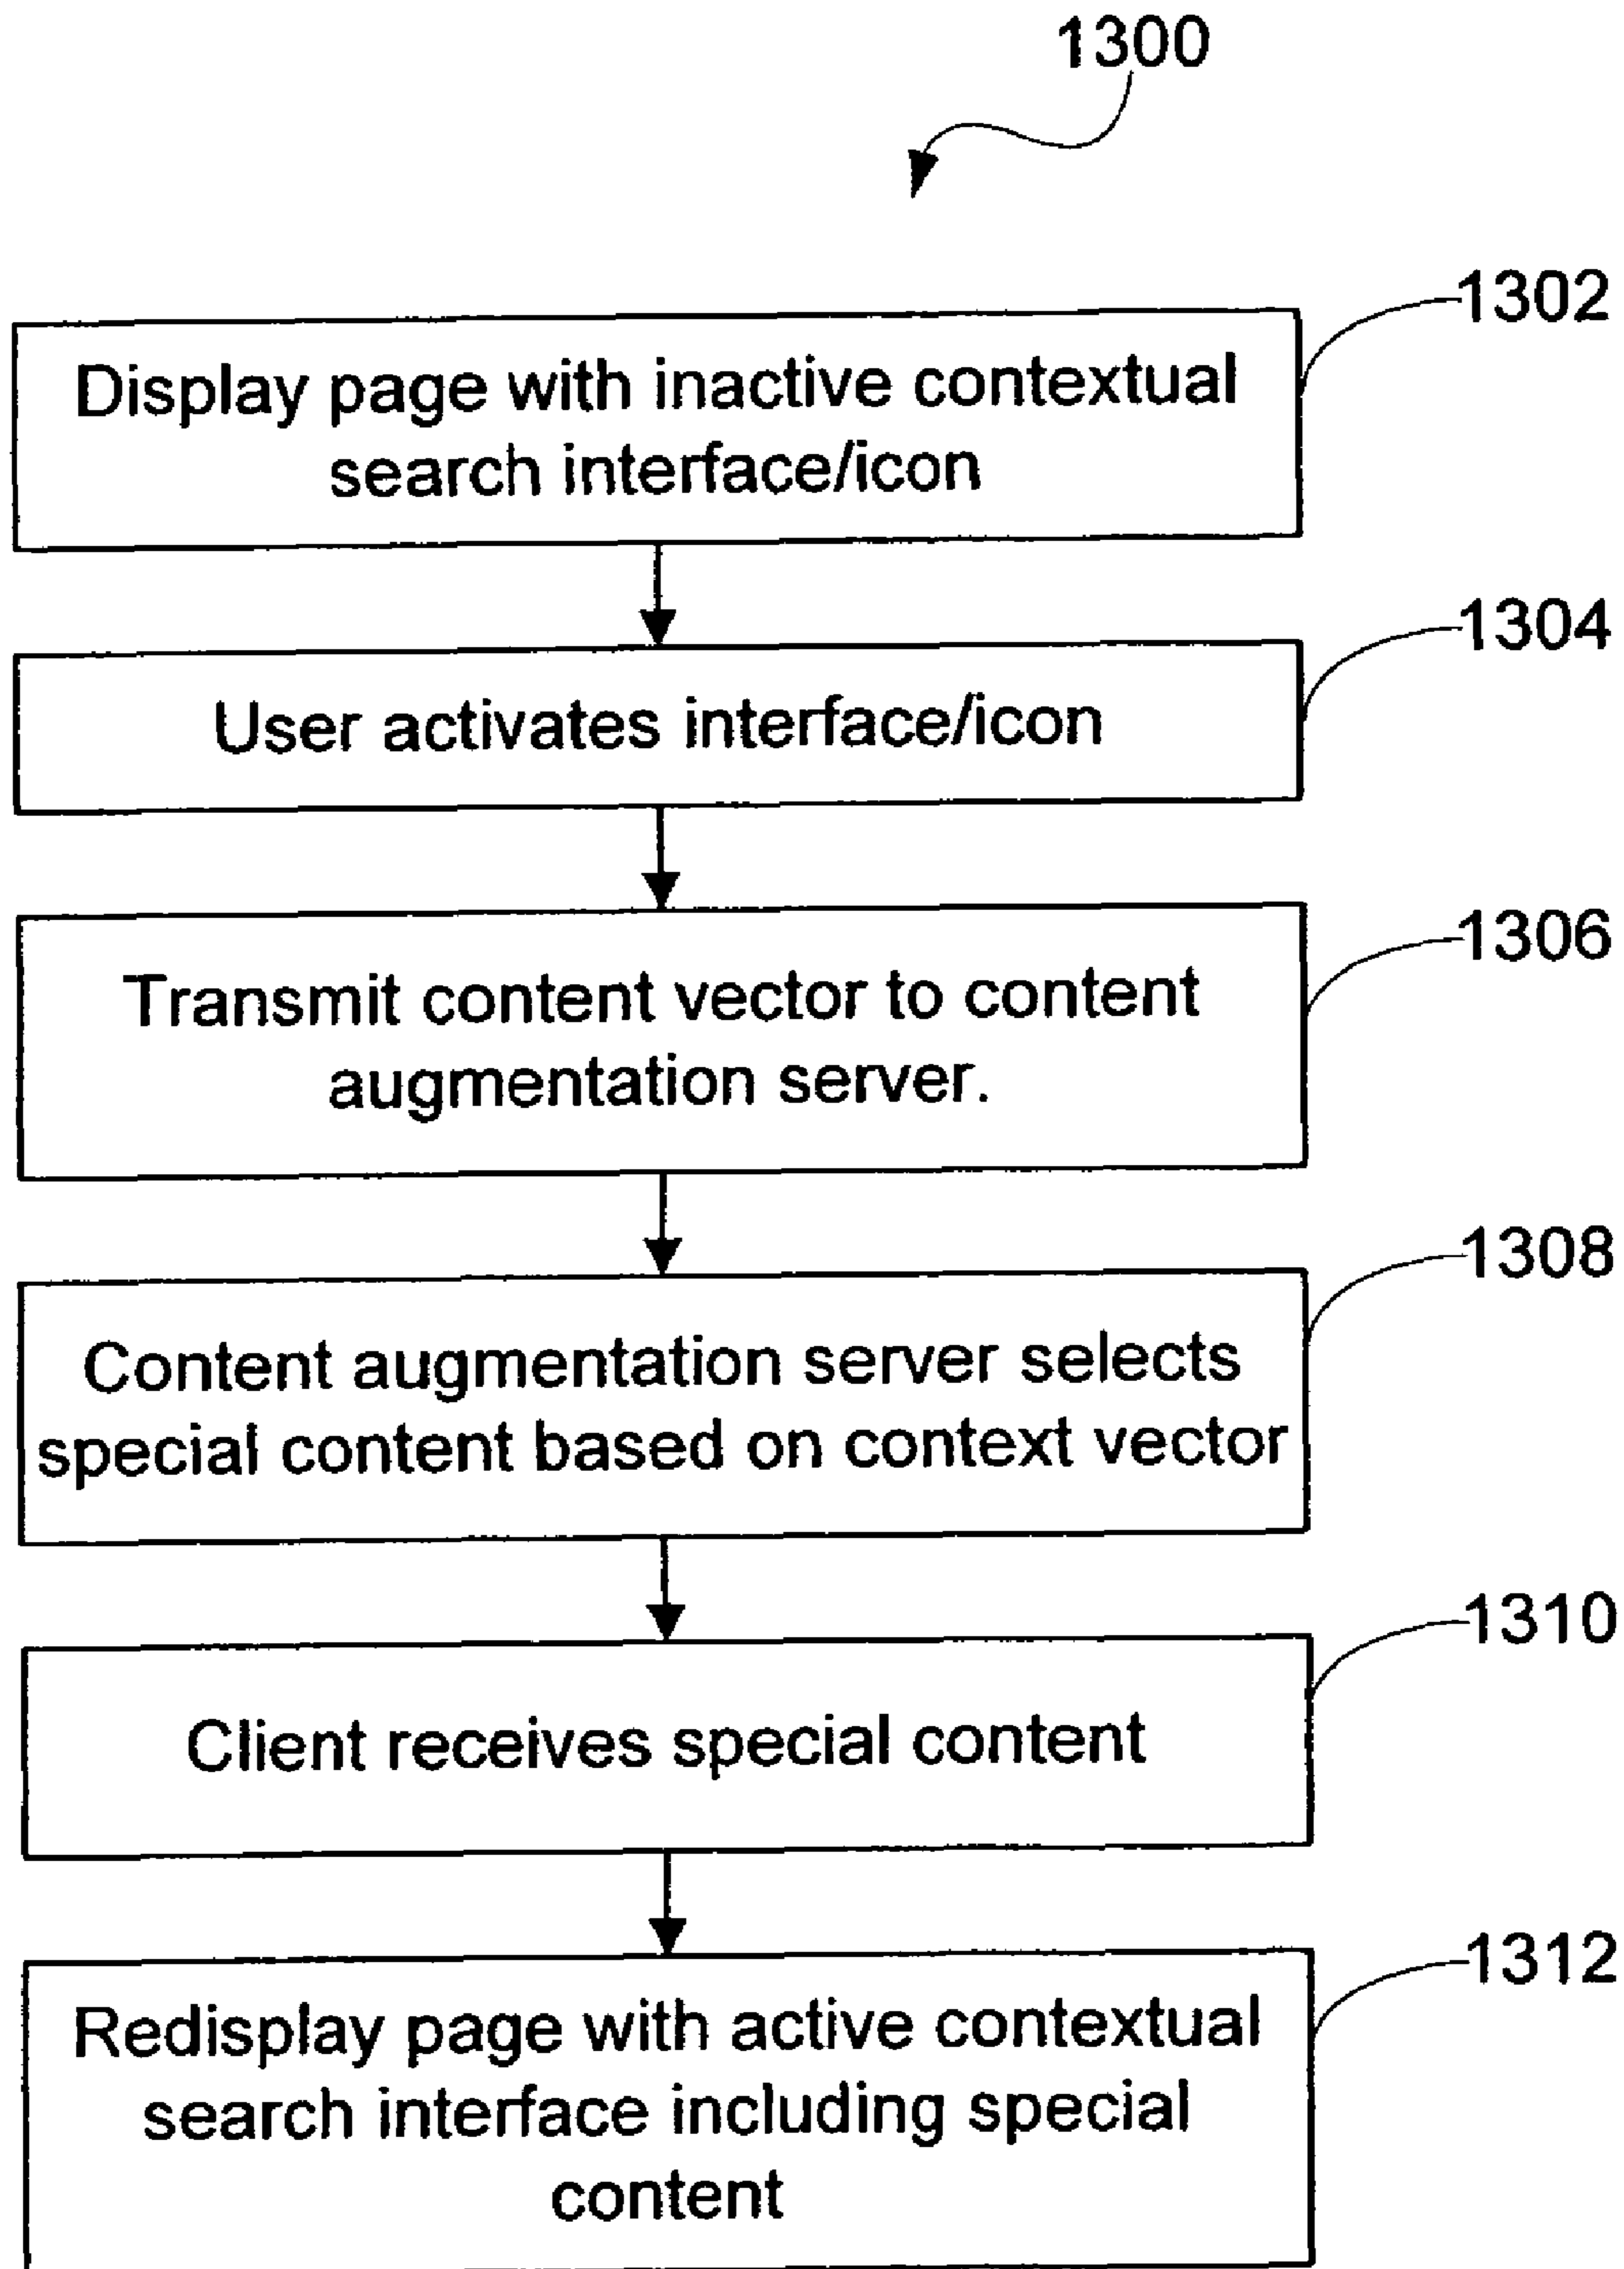 1300
1302
Display page with inactive contextual
search interface/icon
1304
User activates interface/icon
1306
Transmit content vector to content
augmentation server.
1308
Content augmentation server selects
special content based on context vector
1310
Client receives special content
1312
Redisplay page with active contextual
search interface including special
content